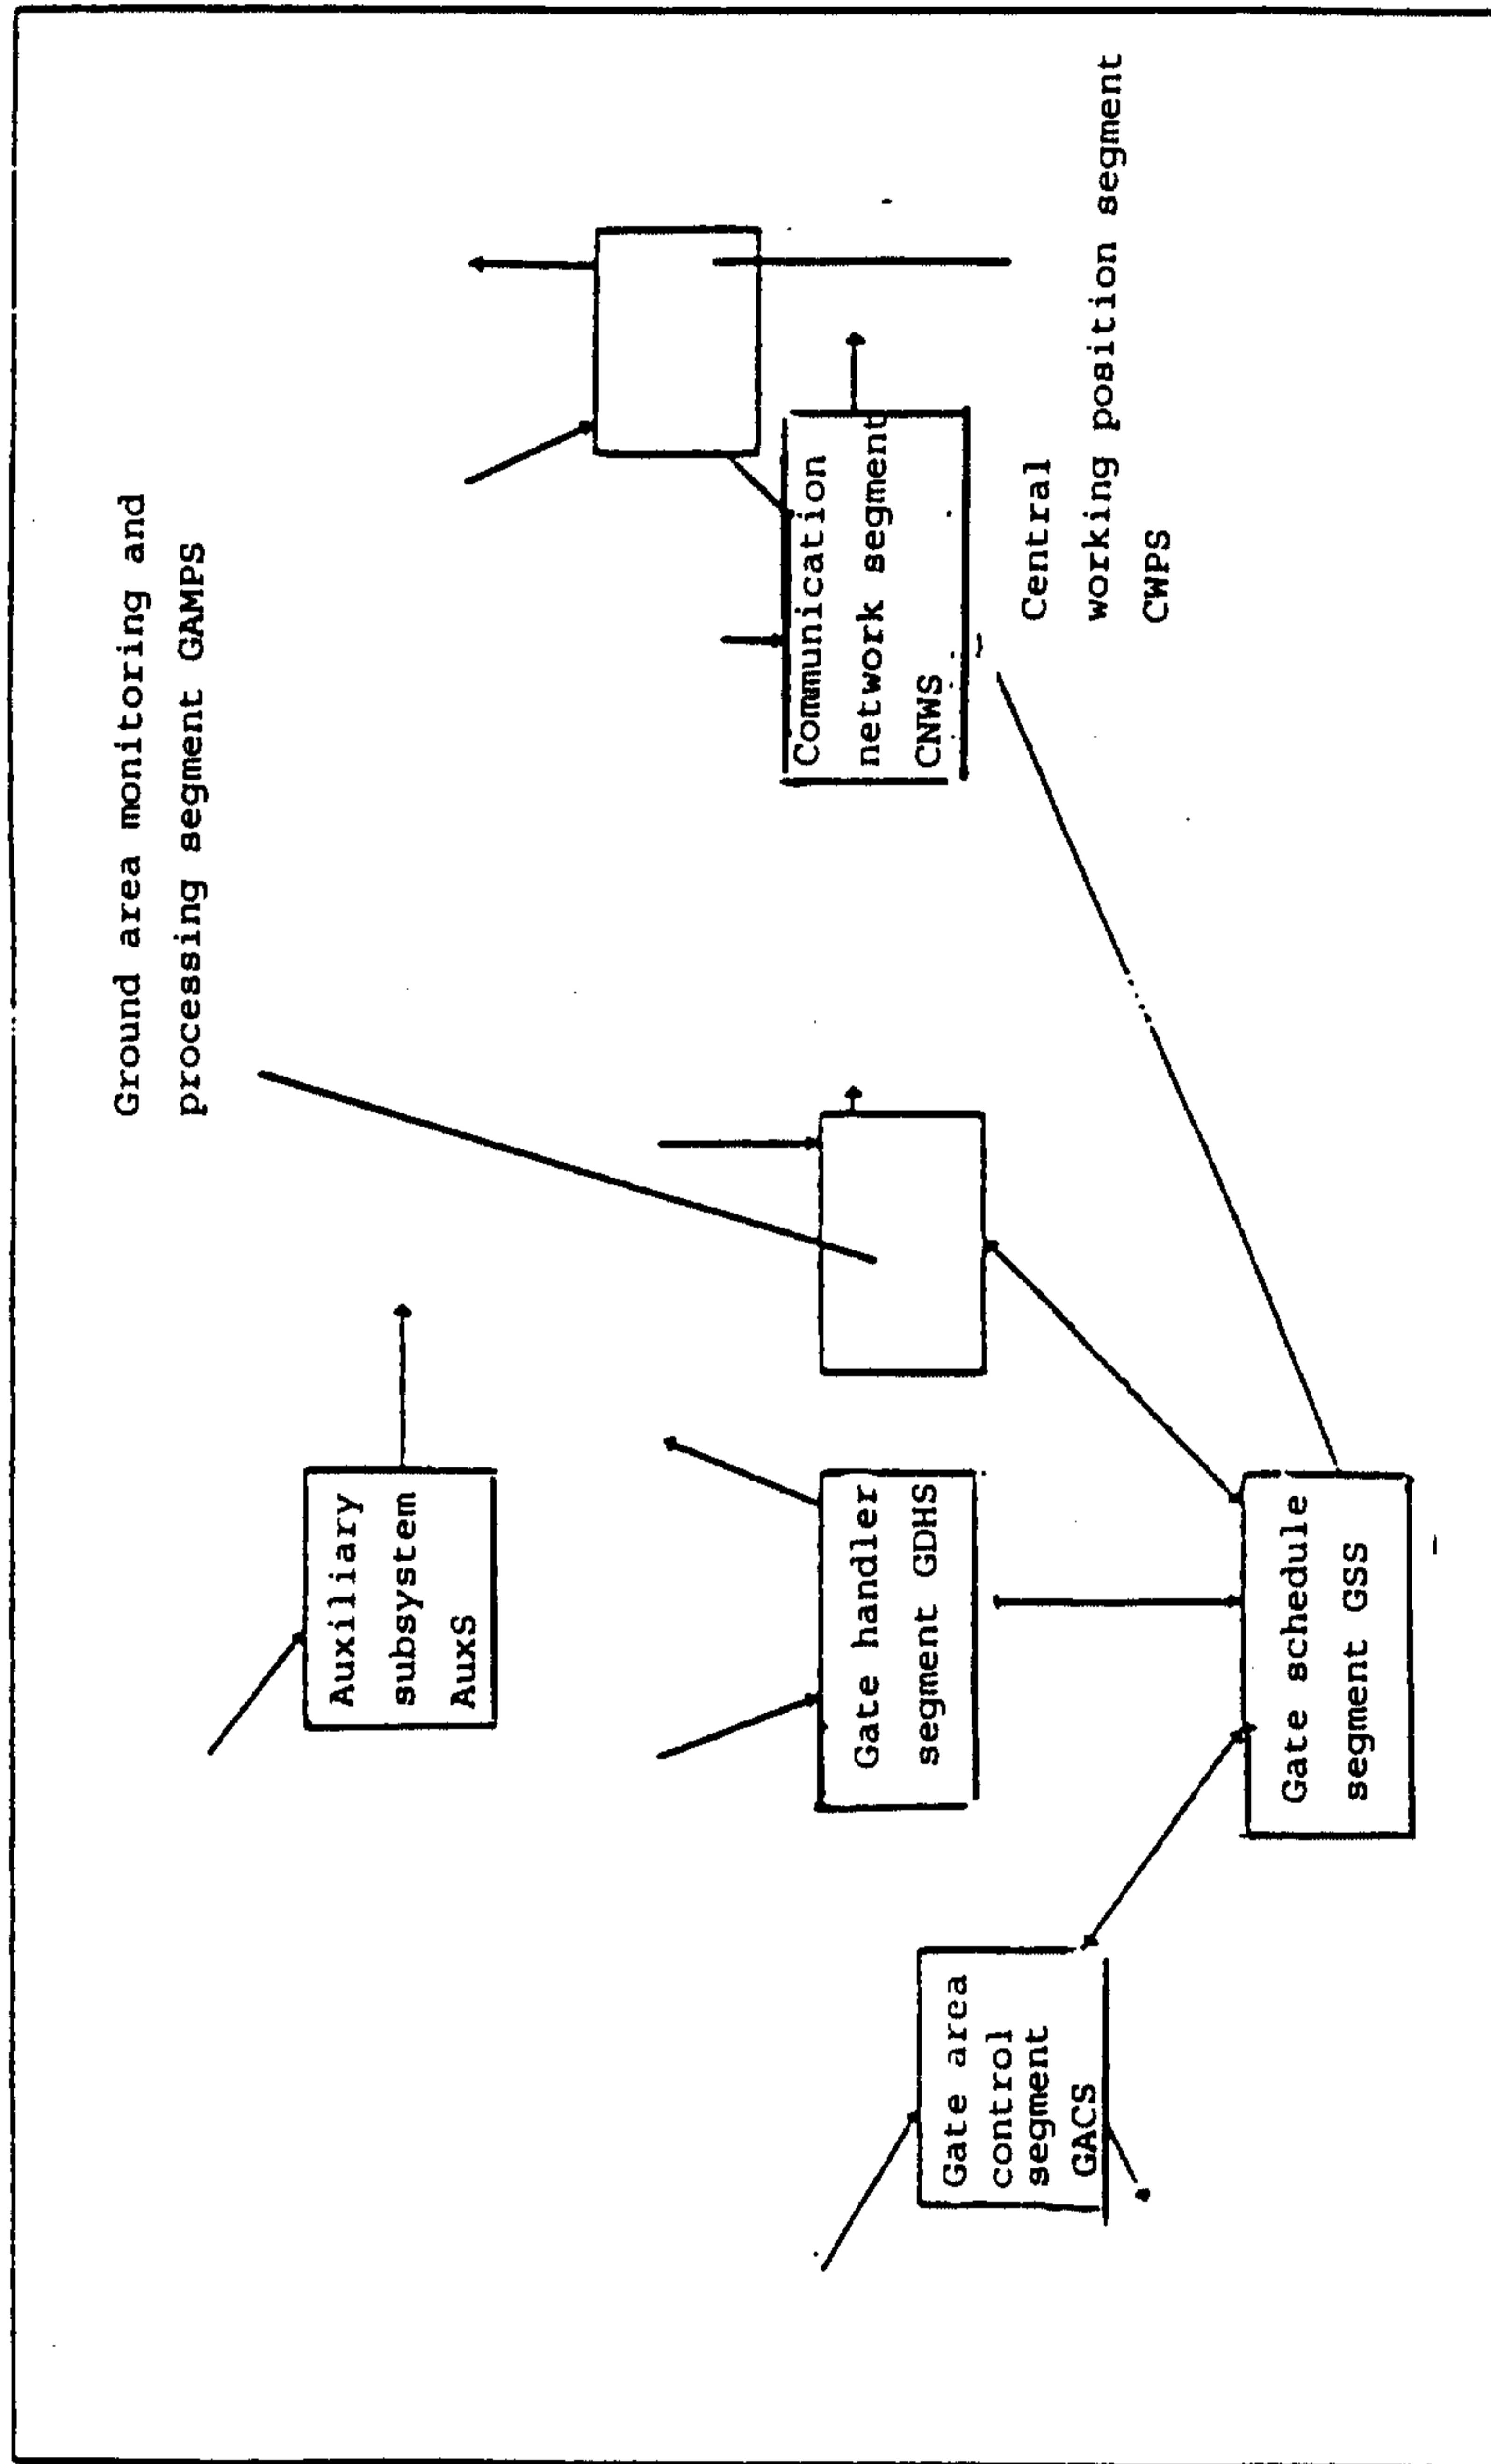 Ground area monitoring and
processing segment GAMPS
Auxiliary
subsystem
AuxS
Communication
network segment
CNWS
Gate handler
segment GDHS
Gate area
control
segment
GACS
Central
working position segment
CWPS
Gate schedule
segment GSS